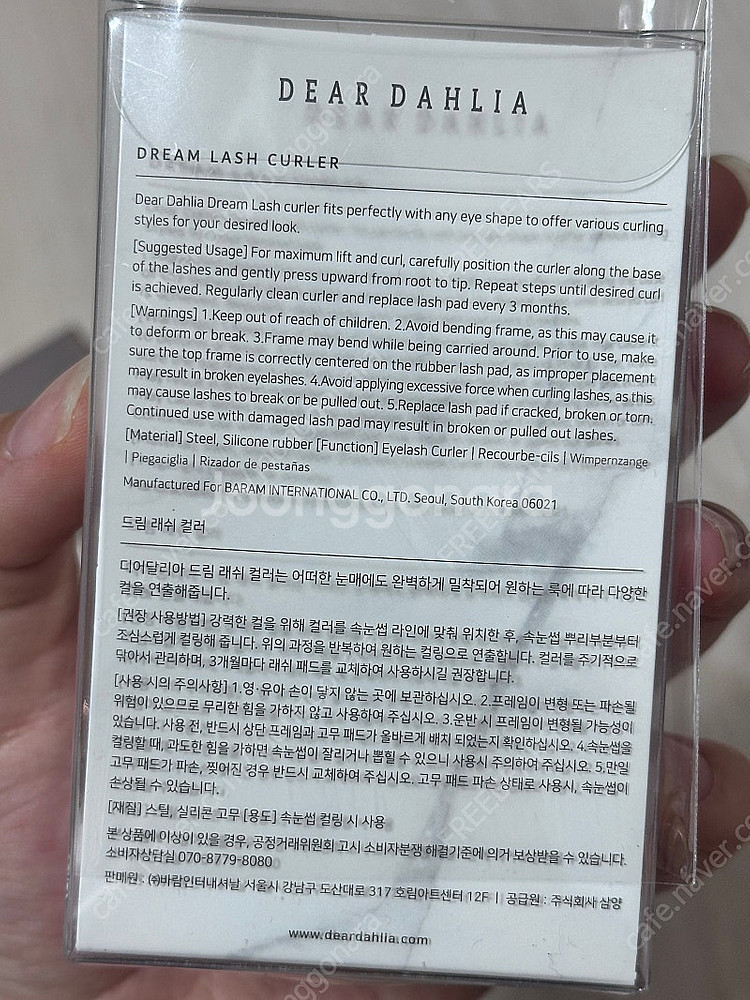 DEAR DAHLIA
DREAM LASH CURLER
Dear Dahlia Dream Lash curler fits perfectly with any eye shape to offer various curling
styles for your desired look.
[Suggested Usage] For maximum lift and curl, carefully position the curler along the base
of the lashes and gently press upward from root to tip. Repeat steps until desired curl
is achieved. Regularly clean curler and replace lash pad every 3 months.
[Warnings] 1.Keep out of reach of children. 2.Avoid bending frame, as this may cause it
to deform or break. 3.Frame may bend while being carried around. Prior to use, make
sure the top frame is correctly centered on the rubber lash pad, as improper placement
may result in broken eyelashes. 4.Avoid applying excessive force when curling lashes, as this
may cause lashes to break or be pulled out. 5.Replace lash pad if cracked, broken or torn.
Continued use with damaged lash pad may result in broken or pulled out lashes.
[Material] Steel, Silicone rubber [Function] Eyelash Curler | Recourbe-cils | Wimpernzange
| Piegaciglia | Rizador de pestañas
Manufactured For BARAM INTERNATIONAL CO., LTD. Seoul, South Korea 06021
드림 래쉬 컬러
디어달리아 드림 래쉬 컬러는 어떠한 눈매에도 완벽하게 밀착되어 원하는 룩에 따라 다양한
컬을 연출해줍니다.
[권장 사용방법] 강력한 컬을 위해 컬러를 속눈썹 라인에 맞춰 위치한 후, 속눈썹 뿌리부분부터
조심스럽게 컬링해 줍니다. 위의 과정을 반복하여 원하는 컬링으로 연출합니다. 컬러를 주기적으로
닦아서 관리하며, 3개월마다 래쉬 패드를 교체하여 사용하시길 권장합니다.
[사용 시의 주의사항] 1.영·유아 손이 닿지 않는 곳에 보관하십시오. 2.프레임이 변형 또는 파손될
위험이 있으므로 무리한 힘을 가하지 않고 사용하여 주십시오. 3.운반 시 프레임이 변형될 가능성이
있습니다. 사용 전, 반드시 상단 프레임과 고무 패드가 올바르게 배치 되었는지 확인하십시오. 4.속눈썹을
컬링할 때, 과도한 힘을 가하면 속눈썹이 잘리거나 뽑힐 수 있으니 사용시 주의하여 주십시오. 5.만일
고무 패드가 파손, 찢어진 경우 반드시 교체하여 주십시오. 고무 패드 파손 상태로 사용시, 속눈썹이
손상될 수 있습니다.
[재질] 스틸, 실리콘 고무 [용도] 속눈썹 컬링 시 사용
본 상품에 이상이 있을 경우, 공정거래위원회 고시 소비자분쟁 해결기준에 의거 보상받을 수 있습니다.
소비자상담실 070-8779-8080
판매원 : ㈜바람인터내셔날 서울시 강남구 도산대로 317 호림아트센터 12F | 공급원 : 주식회사 삼양
www.deardahlia.com